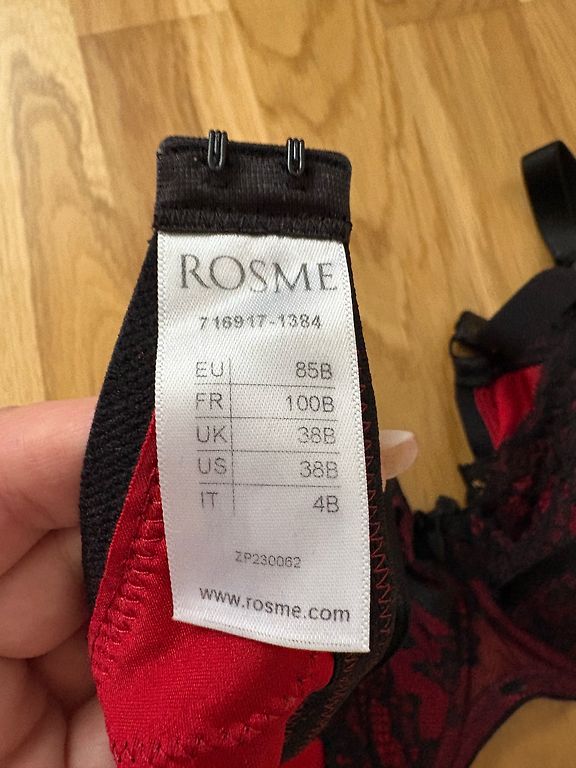 ROSME
716917-1384
EU 85B
FR 100B
UK 38B
US 38B
IT 4B
ZP230062
www.rosme.com